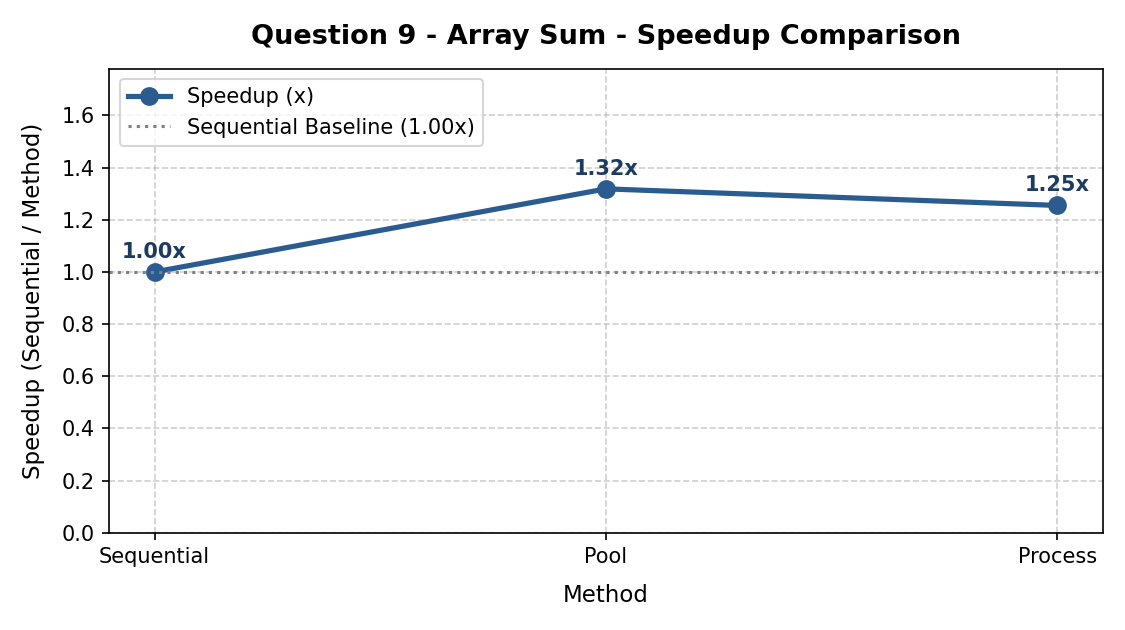 Question 9 - Array Sum - Speedup Comparison
Speedup (x)
Sequential Baseline (1.00x)
Speedup (Sequential / Method)
1.6
1.4
1.2
1.0
0.8
0.6
0.4
0.2
0.0
1.00x
1.32x
1.25x
Sequential
Pool
Process
Method